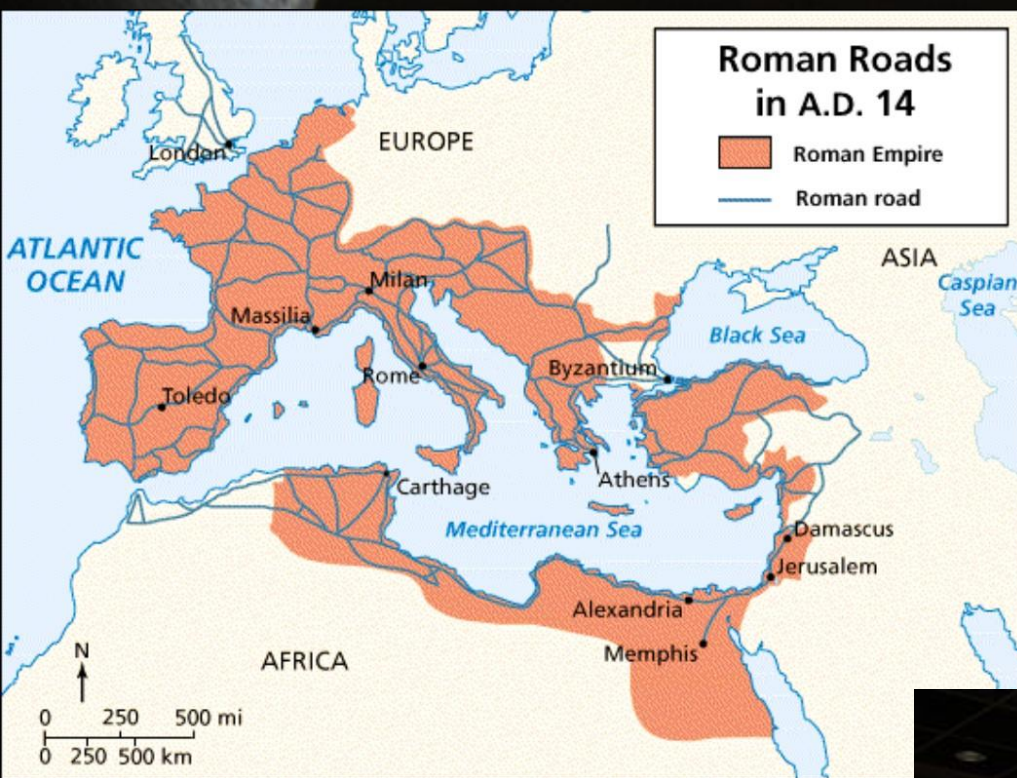 Roman Roads
in A.D. 14
Roman Empire
Roman road
EUROPE
London
ATLANTIC
OCEAN
ASIA
Caspian
Sea
Milan
Massilia
Black Sea
Byzantium
Rome
Toledo
Athens
Carthage
Mediterranean Sea
Damascus
Jerusalem
Alexandria
Memphis
AFRICA
N
0 250 500 mi
0 250 500 km